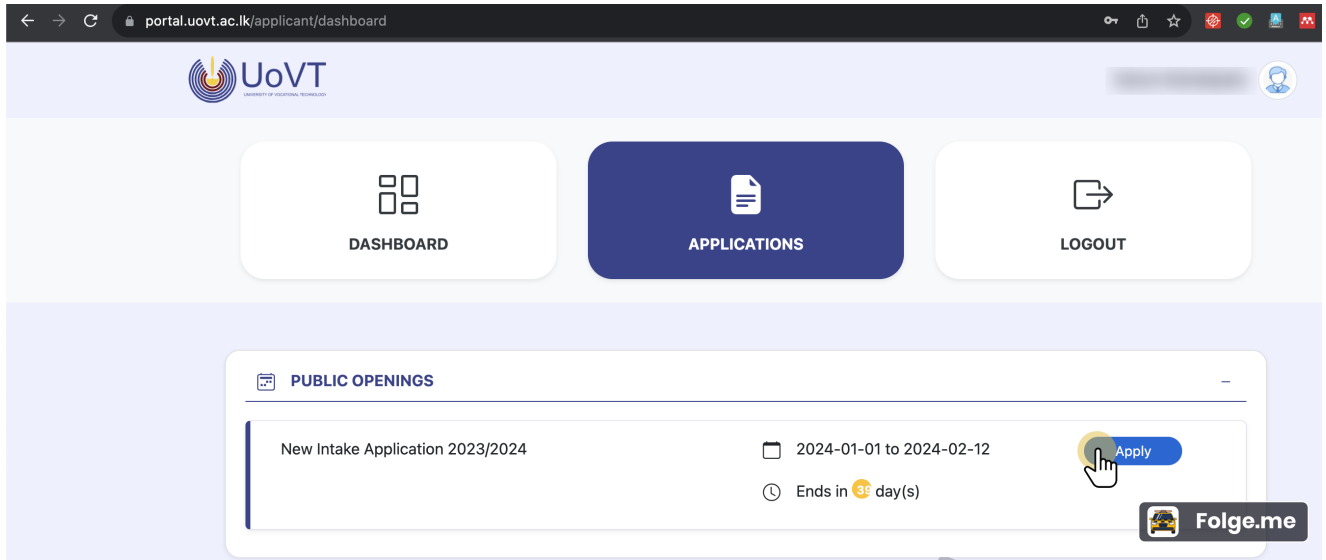 portal.uovt.ac.lk/applicant/dashboard
UoVT
UNIVERSITY OF VOCATIONAL TECHNOLOGY
DASHBOARD
APPLICATIONS
LOGOUT
PUBLIC OPENINGS
New Intake Application 2023/2024
2024-01-01 to 2024-02-12
Apply
Ends in 39 day(s)
Folge.me